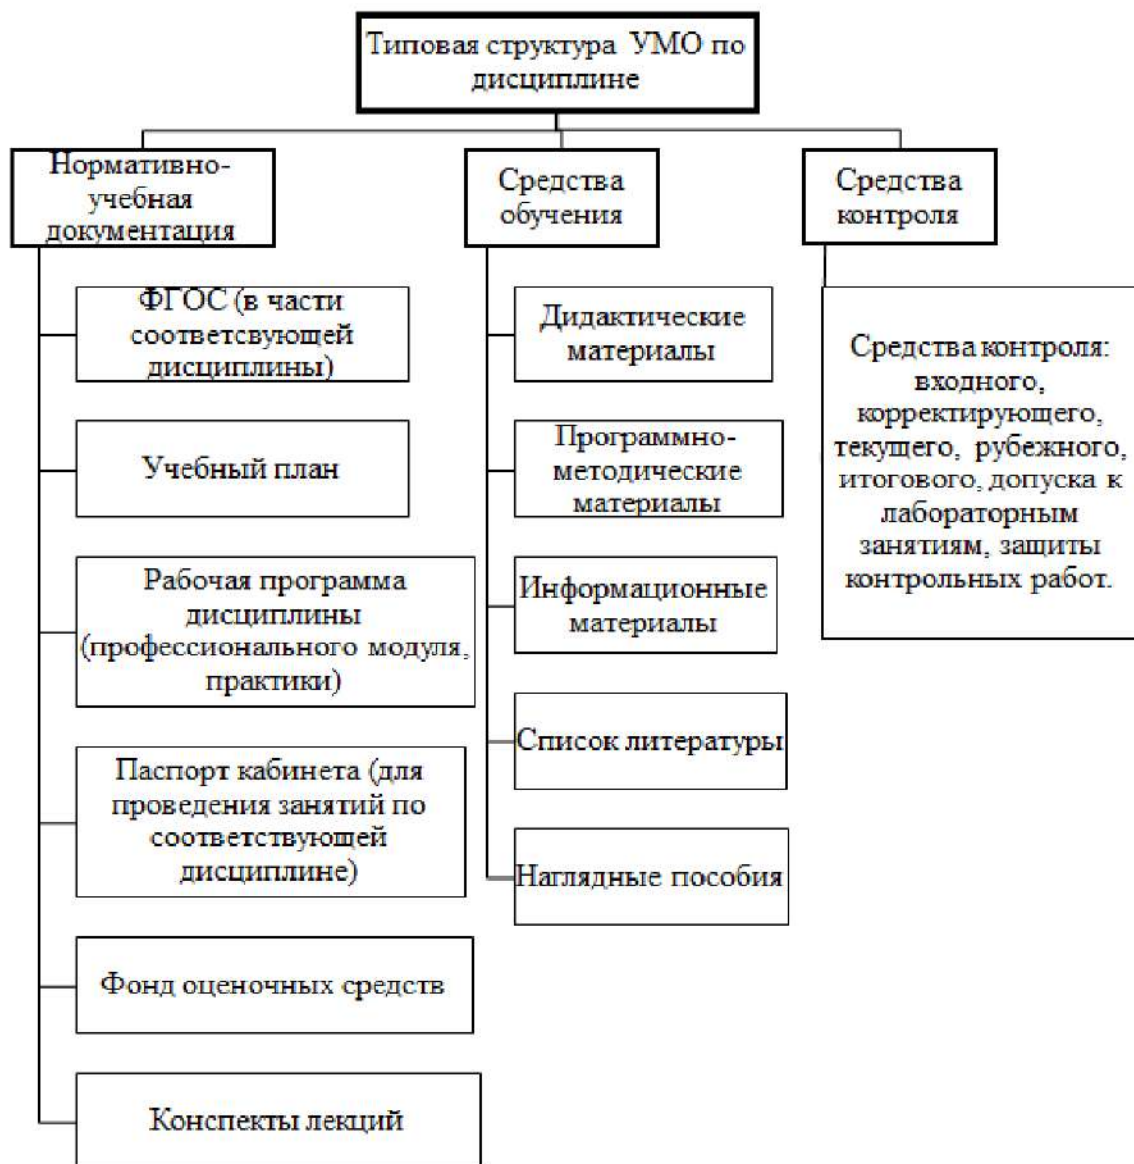 Типовая структура УМО по
дисциплине
Нормативно-
учебная
документация
ФГОС (в части
соответсвующей
дисциплины)
Учебный план
Рабочая программа
дисциплины
(профессионального модуля,
практики)
Паспорт кабинета (для
проведения занятий по
соответствующей
дисциплине)
Фонд оценочных средств
Конспекты лекций
Средства
обучения
Дидактические
материалы
Программно-
методические
материалы
Информационные
материалы
Список литературы
Наглядные пособия
Средства
контроля
Средства контроля:
входного,
корректирующего,
текущего, рубежного,
итогового, допуска к
лабораторным
занятиям, защиты
контрольных работ.